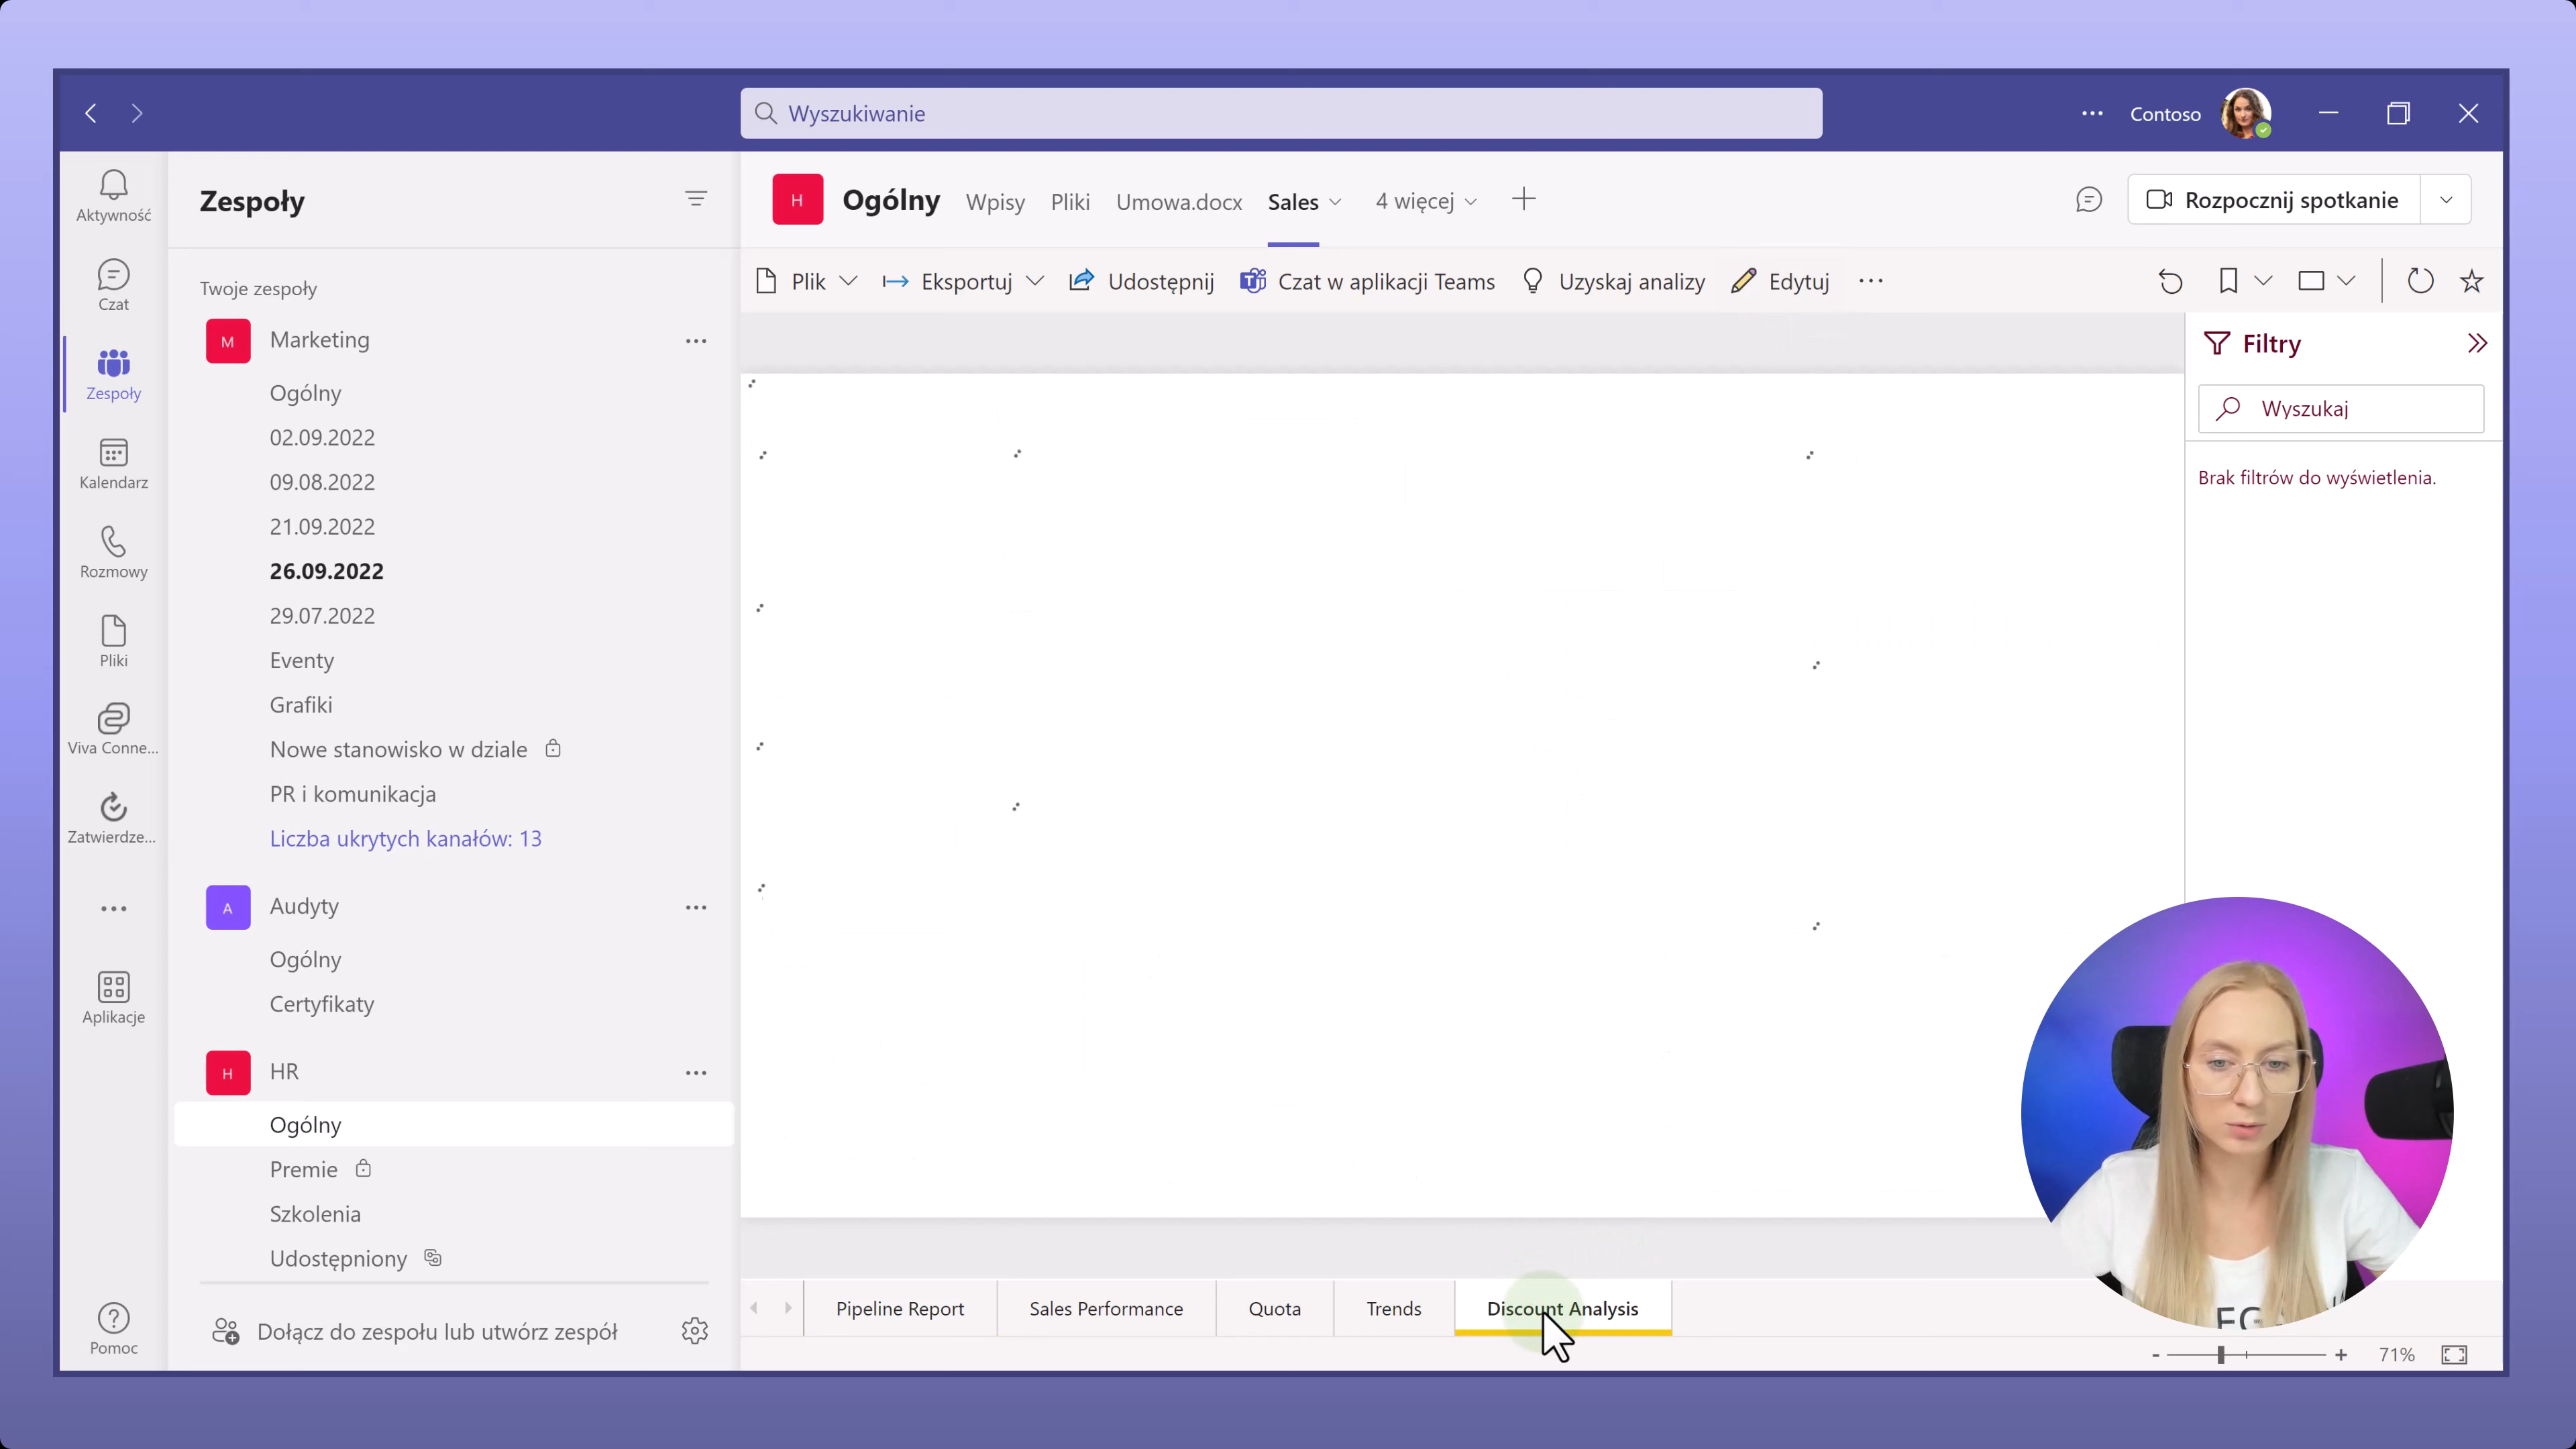 Wyszukiwanie
Contoso
Aktywność
Czat
Zespoły
Kalendarz
Rozmowy
Pliki
Viva Conne...
Zatwierdze...
Aplikacje
Pomoc
Zespoły
Twoje zespoły
M Marketing
Ogólny
02.09.2022
09.08.2022
21.09.2022
26.09.2022
29.07.2022
Eventy
Grafiki
Nowe stanowisko w dziale
PR i komunikacja
Liczba ukrytych kanałów: 13
A Audyty
Ogólny
Certyfikaty
H HR
Ogólny
Premie
Szkolenia
Udostępniony
Dołącz do zespołu lub utwórz zespół
H Ogólny Wpisy Pliki Umowa.docx Sales 4 więcej
Rozpocznij spotkanie
Plik Eksportuj Udostępnij Czat w aplikacji Teams Uzyskaj analizy Edytuj
Filtry
Wyszukaj
Brak filtrów do wyświetlenia.
Pipeline Report Sales Performance Quota Trends Discount Analysis
- + 71%